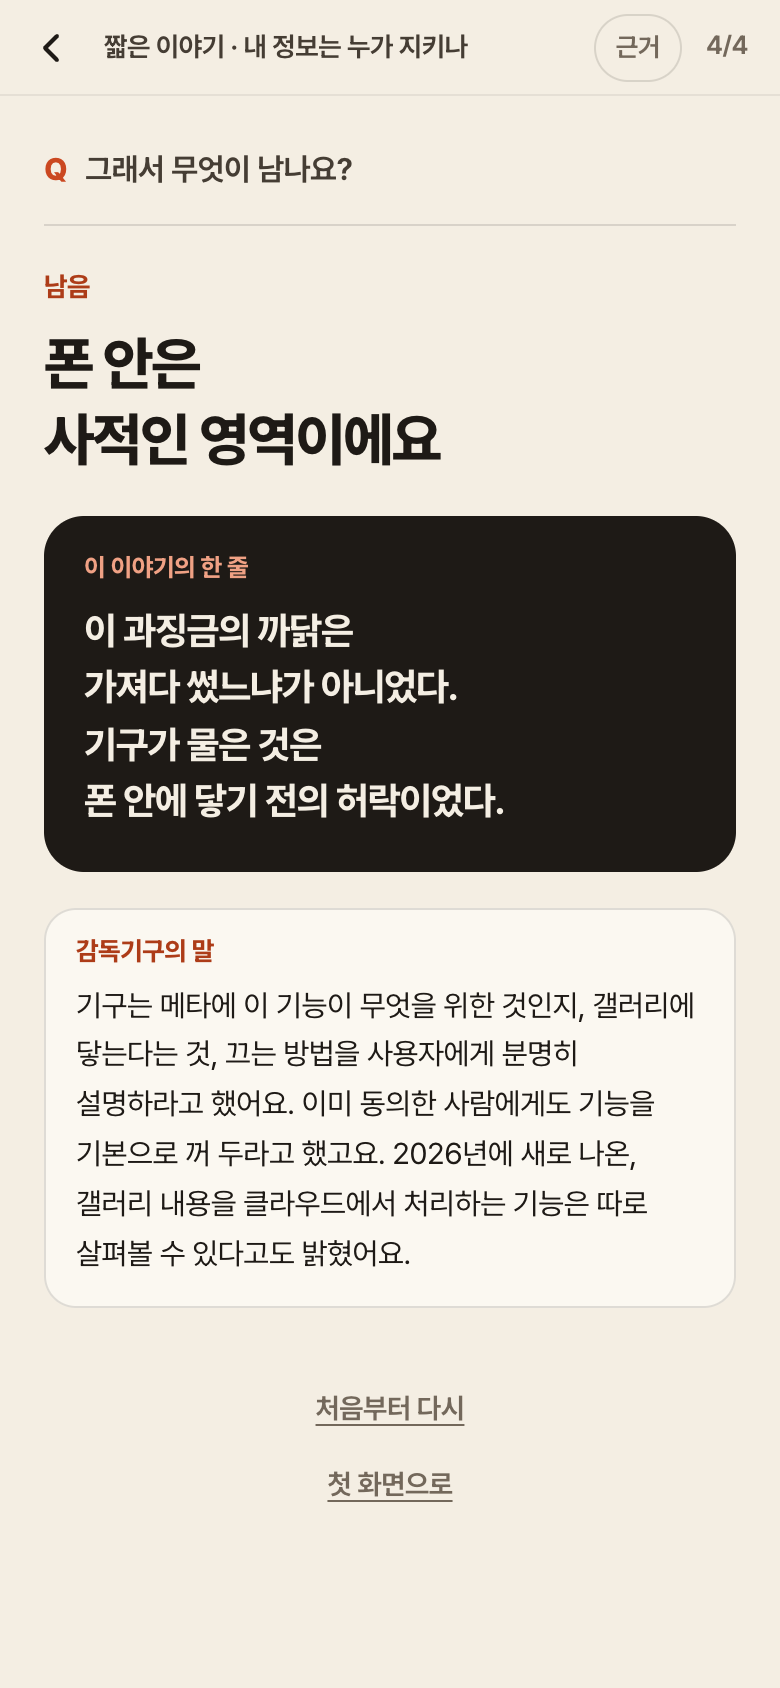 짧은 이야기 · 내 정보는 누가 지키나
근거
4/4
Q 그래서 무엇이 남나요?
남음
폰 안은
사적인 영역이에요
이 이야기의 한 줄
이 과징금의 까닭은
가져다 썼느냐가 아니었다.
기구가 물은 것은
폰 안에 닿기 전의 허락이었다.
감독기구의 말
기구는 메타에 이 기능이 무엇을 위한 것인지, 갤러리에
닿는다는 것, 끄는 방법을 사용자에게 분명히
설명하라고 했어요. 이미 동의한 사람에게도 기능을
기본으로 꺼 두라고 했고요. 2026년에 새로 나온,
갤러리 내용을 클라우드에서 처리하는 기능은 따로
살펴볼 수 있다고도 밝혔어요.
처음부터 다시
첫 화면으로